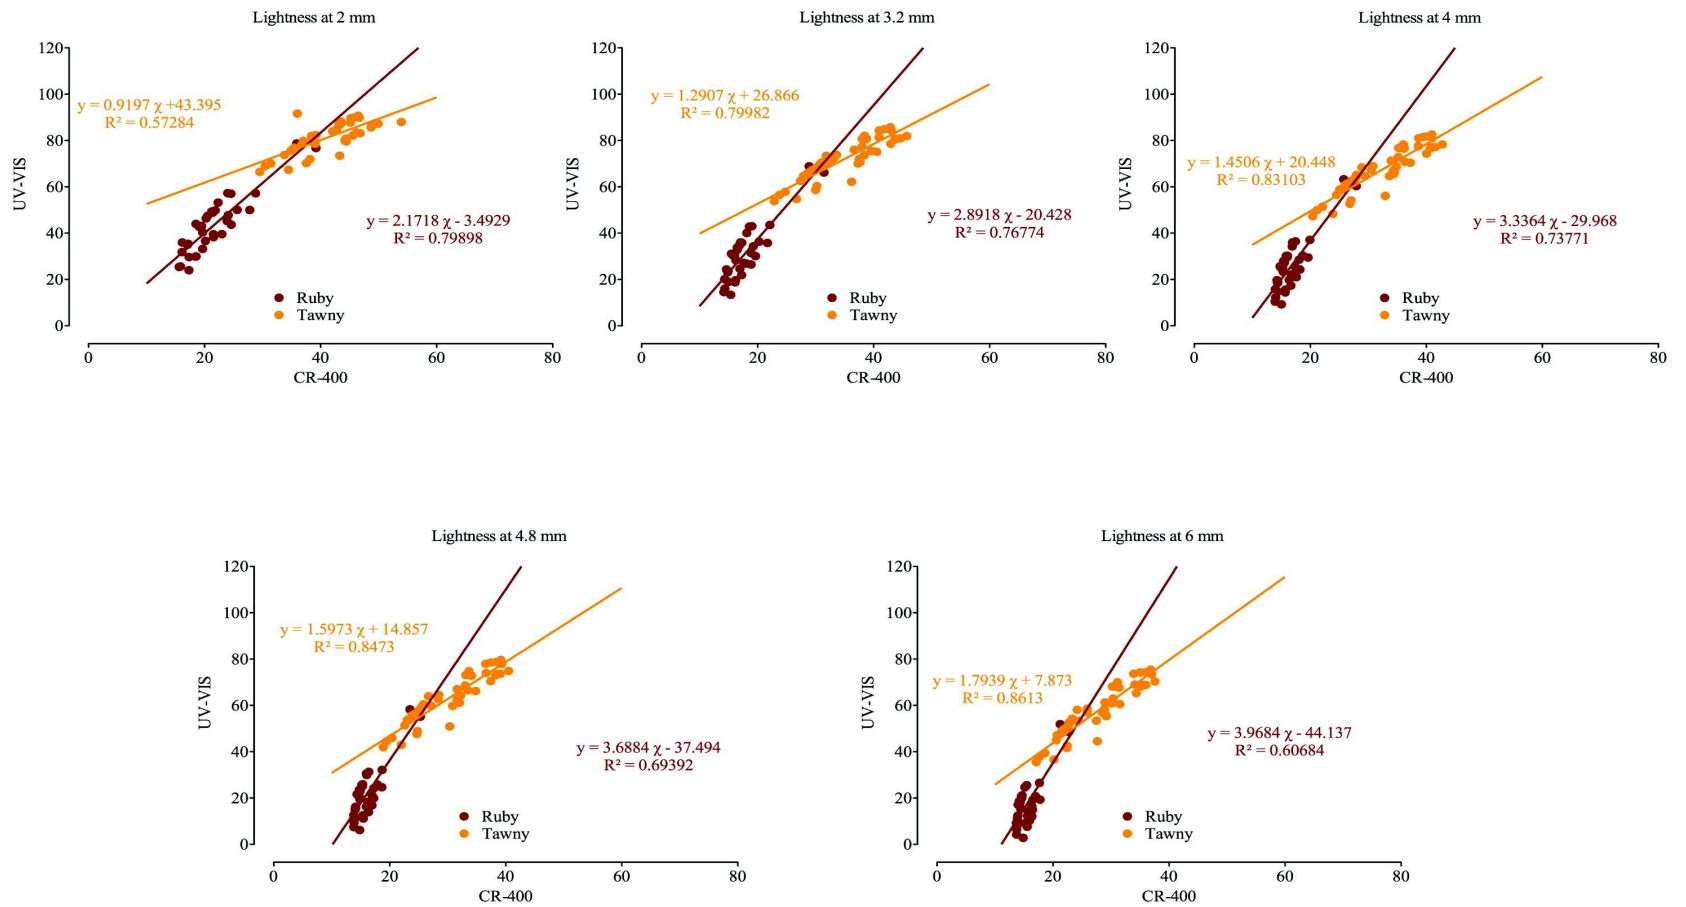 Lightness at 2 mm
120
100
80
60
40
20
0
UV-VIS
y = 0.9197 χ +43.395
R² = 0.57284
y = 2.1718 χ - 3.4929
R² = 0.79898
Ruby
Tawny
0 20 40 60 80
CR-400
Lightness at 3.2 mm
120
100
80
60
40
20
0
UV-VIS
y = 1.2907 χ + 26.866
R² = 0.79982
y = 2.8918 χ - 20.428
R² = 0.76774
Ruby
Tawny
0 20 40 60 80
CR-400
Lightness at 4 mm
120
100
80
60
40
20
0
UV-VIS
y = 1.4506 χ + 20.448
R² = 0.83103
y = 3.3364 χ - 29.968
R² = 0.73771
Ruby
Tawny
0 20 40 60 80
CR-400
Lightness at 4.8 mm
120
100
80
60
40
20
0
UV-VIS
y = 1.5973 χ + 14.857
R² = 0.8473
y = 3.6884 χ - 37.494
R² = 0.69392
Ruby
Tawny
0 20 40 60 80
CR-400
Lightness at 6 mm
120
100
80
60
40
20
0
UV-VIS
y = 1.7939 χ + 7.873
R² = 0.8613
y = 3.9684 χ - 44.137
R² = 0.60684
Ruby
Tawny
0 20 40 60 80
CR-400